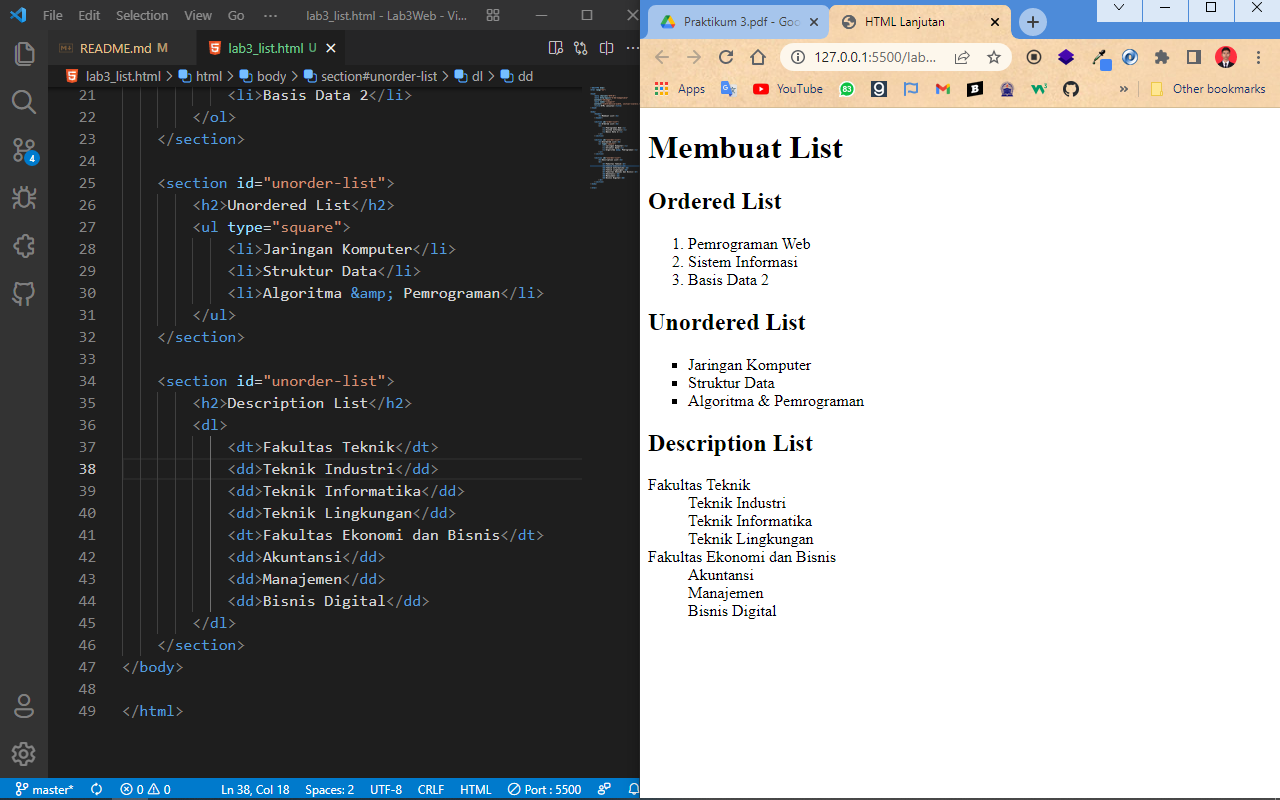 File Edit Selection View Go ··· lab3_list.html - Lab3Web - Vi...
README.md M lab3_list.html U
lab3_list.html > html > body > section#unorder-list > dl > dd
21 <li>Basis Data 2</li>
22 </ol>
23 </section>
24
25 <section id="unorder-list">
26 <h2>Unordered List</h2>
27 <ul type="square">
28 <li>Jaringan Komputer</li>
29 <li>Struktur Data</li>
30 <li>Algoritma &amp; Pemrograman</li>
31 </ul>
32 </section>
33
34 <section id="unorder-list">
35 <h2>Description List</h2>
36 <dl>
37 <dt>Fakultas Teknik</dt>
38 <dd>Teknik Industri</dd>
39 <dd>Teknik Informatika</dd>
40 <dd>Teknik Lingkungan</dd>
41 <dt>Fakultas Ekonomi dan Bisnis</dt>
42 <dd>Akuntansi</dd>
43 <dd>Manajemen</dd>
44 <dd>Bisnis Digital</dd>
45 </dl>
46 </section>
47 </body>
48
49 </html>
4
master* 0 0 Ln 38, Col 18 Spaces: 2 UTF-8 CRLF HTML Port : 5500
Praktikum 3.pdf - Goo HTML Lanjutan
127.0.0.1:5500/lab...
Apps YouTube 83 » Other bookmarks
Membuat List
Ordered List
1. Pemrograman Web
2. Sistem Informasi
3. Basis Data 2
Unordered List
Jaringan Komputer
Struktur Data
Algoritma & Pemrograman
Description List
Fakultas Teknik
Teknik Industri
Teknik Informatika
Teknik Lingkungan
Fakultas Ekonomi dan Bisnis
Akuntansi
Manajemen
Bisnis Digital